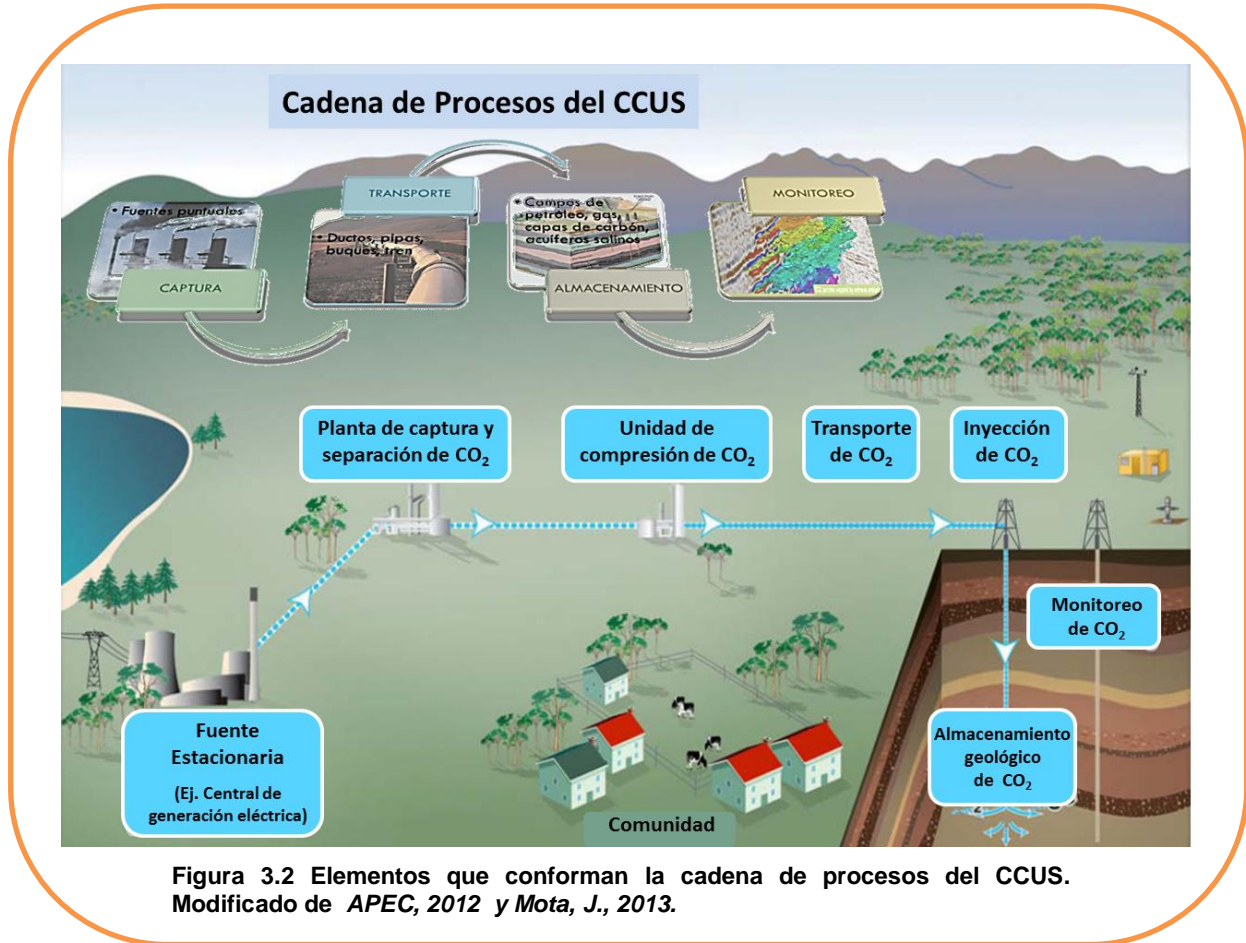 Cadena de Procesos del CCUS
TRANSPORTE
MONITOREO
• Fuentes puntuales
• Campos de
petróleo, gas,
capas de carbón,
acuíferos salinos
• Ductos, pipas,
buques, tren
CAPTURA
ALMACENAMIENTO
Planta de captura y
separación de CO₂
Unidad de
compresión de CO₂
Transporte
de CO₂
Inyección
de CO₂
Monitoreo
de CO₂
Fuente
Estacionaria
(Ej. Central de
generación eléctrica)
Almacenamiento
geológico
de CO₂
Comunidad
Figura 3.2 Elementos que conforman la cadena de procesos del CCUS.
Modificado de APEC, 2012 y Mota, J., 2013.